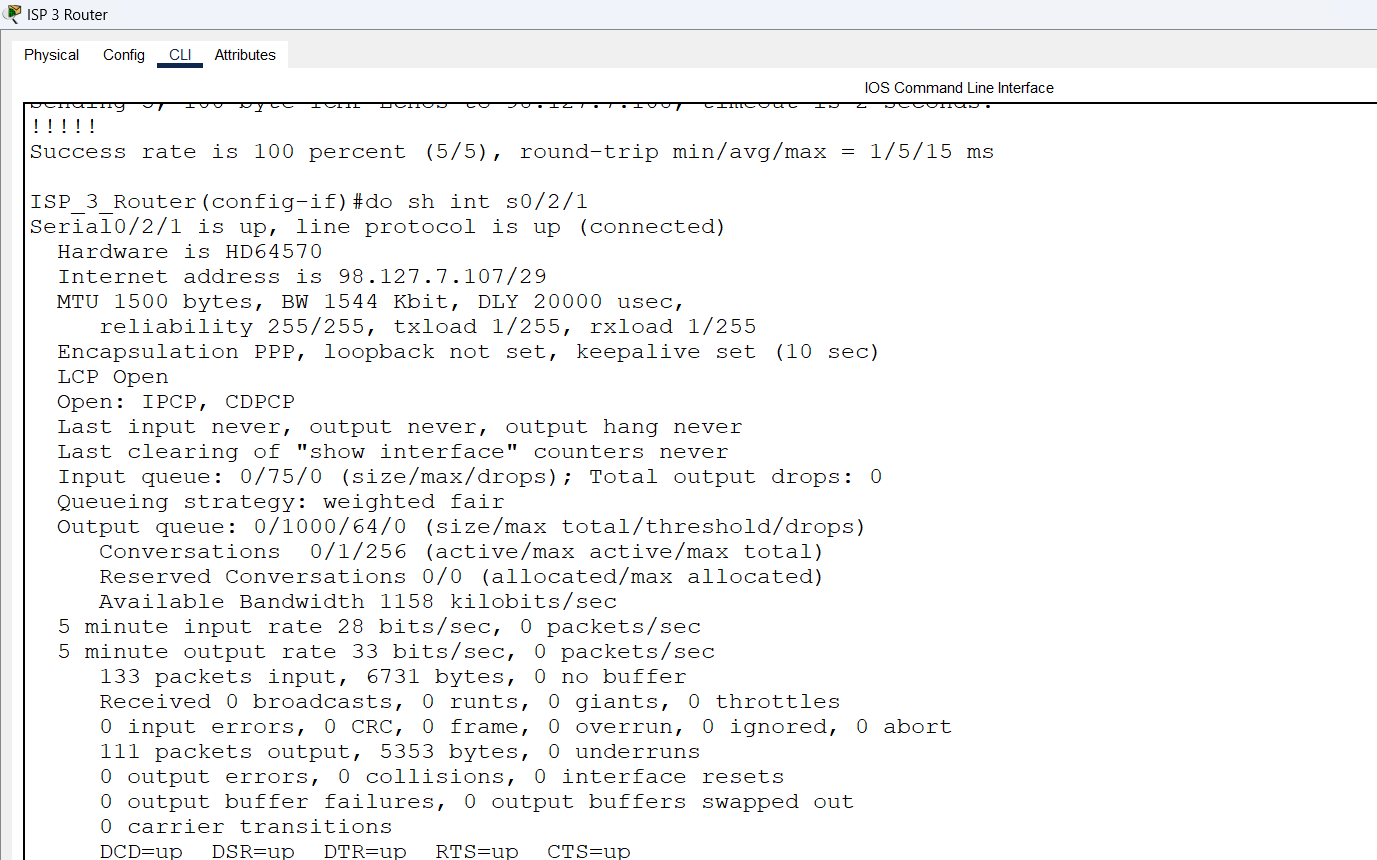 ISP 3 Router
Physical Config CLI Attributes
IOS Command Line Interface
!!!!!
Success rate is 100 percent (5/5), round-trip min/avg/max = 1/5/15 ms
ISP_3_Router(config-if)#do sh int s0/2/1
Serial0/2/1 is up, line protocol is up (connected)
Hardware is HD64570
Internet address is 98.127.7.107/29
MTU 1500 bytes, BW 1544 Kbit, DLY 20000 usec,
reliability 255/255, txload 1/255, rxload 1/255
Encapsulation PPP, loopback not set, keepalive set (10 sec)
LCP Open
Open: IPCP, CDPCP
Last input never, output never, output hang never
Last clearing of "show interface" counters never
Input queue: 0/75/0 (size/max/drops); Total output drops: 0
Queueing strategy: weighted fair
Output queue: 0/1000/64/0 (size/max total/threshold/drops)
Conversations 0/1/256 (active/max active/max total)
Reserved Conversations 0/0 (allocated/max allocated)
Available Bandwidth 1158 kilobits/sec
5 minute input rate 28 bits/sec, 0 packets/sec
5 minute output rate 33 bits/sec, 0 packets/sec
133 packets input, 6731 bytes, 0 no buffer
Received 0 broadcasts, 0 runts, 0 giants, 0 throttles
0 input errors, 0 CRC, 0 frame, 0 overrun, 0 ignored, 0 abort
111 packets output, 5353 bytes, 0 underruns
0 output errors, 0 collisions, 0 interface resets
0 output buffer failures, 0 output buffers swapped out
0 carrier transitions
DCD=up DSR=up DTR=up RTS=up CTS=up